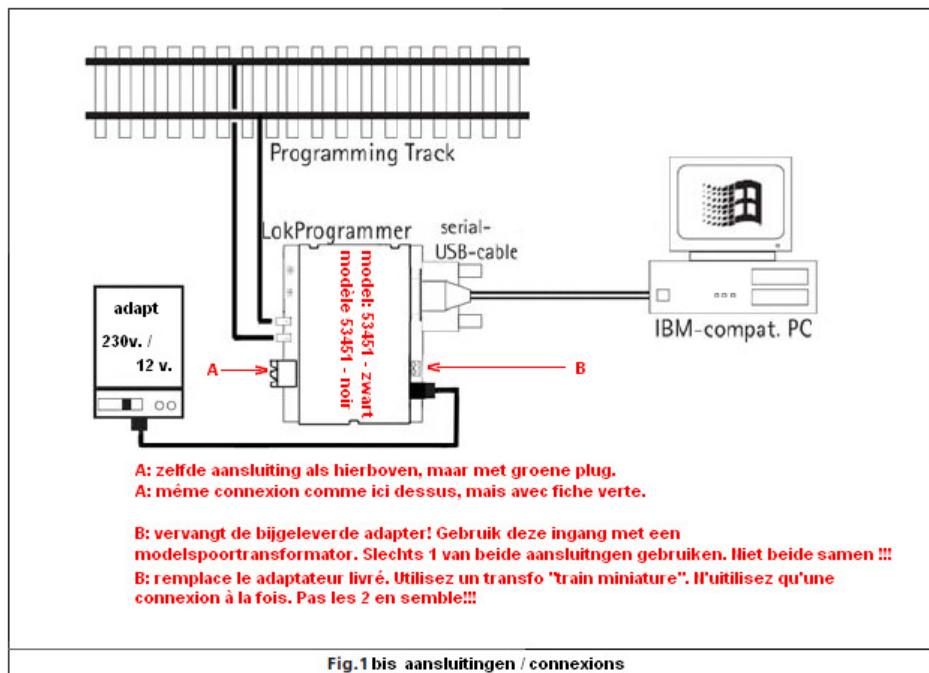 Programming Track
LokProgrammer
serial-
USB-cable
model: 53451 - zwart
modèle 53451 - noir
adapt
230v. /
12 v.
IBM-compat. PC
A
B
A: zelfde aansluiting als hierboven, maar met groene plug.
A: même connexion comme ici dessus, mais avec fiche verte.
B: vervangt de bijgeleverde adapter! Gebruik deze ingang met een
modelspoortransformator. Slechts 1 van beide aansluitngen gebruiken. Niet beide samen !!!
B: remplace le adaptateur livré. Utilisez un transfo "train miniature". N'uitilisez qu'une
connexion à la fois. Pas les 2 en semble!!!
Fig.1 bis aansluitingen / connexions